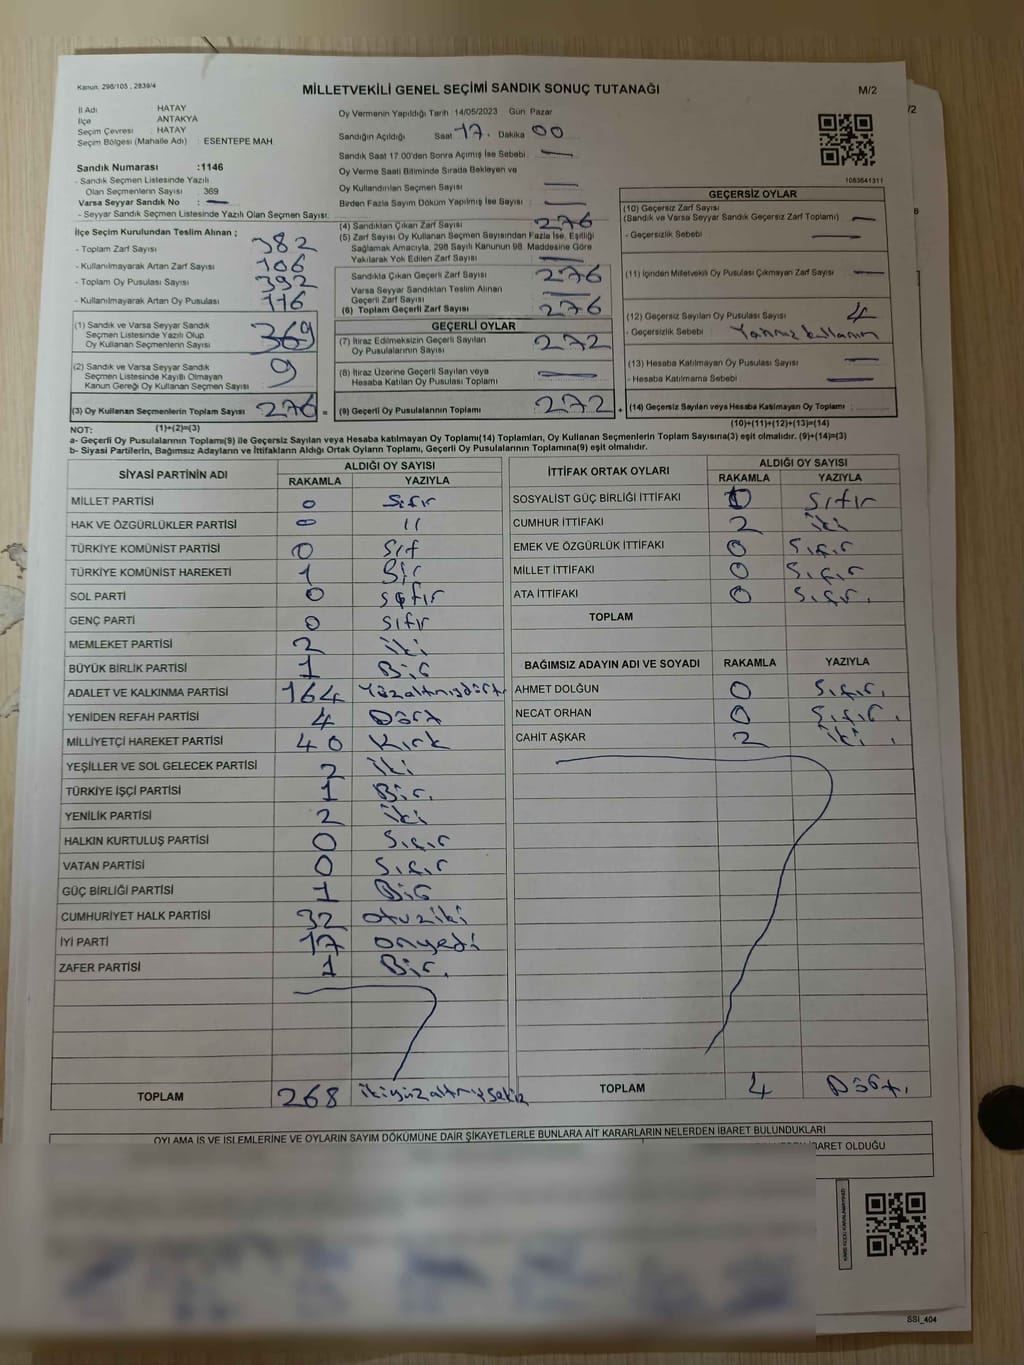 Kanun: 298/105 , 2839/4
MİLLETVEKİLİ GENEL SEÇİMİ SANDIK SONUÇ TUTANAĞI
M/2
/2
İl Adı HATAY
İlçe ANTAKYA
Seçim Çevresi : HATAY
Seçim Bölgesi (Mahalle Adı) : ESENTEPE MAH
Sandık Numarası :1146
- Sandık Seçmen Listesinde Yazılı
Olan Seçmenlerin Sayısı : 369
Varsa Seyyar Sandık No : —
- Seyyar Sandık Seçmen Listesinde Yazılı Olan Seçmen Sayısı:
İlçe Seçim Kurulundan Teslim Alınan ;
- Toplam Zarf Sayısı 382
- Kullanılmayarak Artan Zarf Sayısı 106
- Toplam Oy Pusulası Sayısı 392
- Kullanılmayarak Artan Oy Pusulası 116
(1) Sandık ve Varsa Seyyar Sandık
Seçmen Listesinde Yazılı Olup
Oy Kullanan Seçmenlerin Sayısı 369
(2) Sandık ve Varsa Seyyar Sandık
Seçmen Listesinde Kayıtlı Olmayan
Kanun Gereği Oy Kullanan Seçmen Sayısı 9
(3) Oy Kullanan Seçmenlerin Toplam Sayısı 276 =
Oy Vermenin Yapıldığı Tarih :14/05/2023 Gün Pazar
Sandığın Açıldığı Saat 17. Dakika 00
Sandık Saat 17.00'den Sonra Açılmış İse Sebebi : —
Oy Verme Saati Bitiminde Sırada Bekleyen ve
Oy Kullandırılan Seçmen Sayısı —
Birden Fazla Sayım Döküm Yapılmış İse Sayısı —
(4) Sandıktan Çıkan Zarf Sayısı 276
(5) Zarf Sayısı Oy Kullanan Seçmen Sayısından Fazla İse, Eşitliği
Sağlamak Amacıyla, 298 Sayılı Kanunun 98. Maddesine Göre
Yakılarak Yok Edilen Zarf Sayısı —
Sandıkta Çıkan Geçerli Zarf Sayısı 276
Varsa Seyyar Sandıktan Teslim Alınan
Geçerli Zarf Sayısı —
(6) Toplam Geçerli Zarf Sayısı 276
GEÇERLİ OYLAR
(7) İtiraz Edilmeksizin Geçerli Sayılan
Oy Pusulalarının Sayısı 272
(8) İtiraz Üzerine Geçerli Sayılan veya
Hesaba Katılan Oy Pusulası Toplamı —
(9) Geçerli Oy Pusulalarının Toplamı 272 +
1083641311
GEÇERSİZ OYLAR
(10) Geçersiz Zarf Sayısı
(Sandık ve Varsa Seyyar Sandık Geçersiz Zarf Toplamı) —
- Geçersizlik Sebebi : —
(11) İçinden Milletvekili Oy Pusulası Çıkmayan Zarf Sayısı —
(12) Geçersiz Sayılan Oy Pusulası Sayısı 4
- Geçersizlik Sebebi :
(13) Hesaba Katılmayan Oy Pusulası Sayısı —
- Hesaba Katılmama Sebebi —
(14) Geçersiz Sayılan veya Hesaba Katılmayan Oy Toplamı :
NOT: (1)+(2)=(3) (10)+(11)+(12)+(13)=(14)
a- Geçerli Oy Pusulalarının Toplamı(9) ile Geçersiz Sayılan veya Hesaba katılmayan Oy Toplamı(14) Toplamları, Oy Kullanan Seçmenlerin Toplam Sayısına(3) eşit olmalıdır. (9)+(14)=(3)
b- Siyasi Partilerin, Bağımsız Adayların ve İttifakların Aldığı Ortak Oyların Toplamı, Geçerli Oy Pusulalarının Toplamına(9) eşit olmalıdır.
SİYASİ PARTİNİN ADI ALDIĞI OY SAYISI
RAKAMLA YAZIYLA
MİLLET PARTİSİ 0 Sıfır
HAK VE ÖZGÜRLÜKLER PARTİSİ 0 "
TÜRKİYE KOMÜNİST PARTİSİ 0 Sıf
TÜRKİYE KOMÜNİST HAREKETİ 1 Bir
SOL PARTİ 0 sıfır
GENÇ PARTİ 0 sıfır
MEMLEKET PARTİSİ 2 iki
BÜYÜK BİRLİK PARTİSİ 1 Bir
ADALET VE KALKINMA PARTİSİ 164 Yüzaltmışdört
YENİDEN REFAH PARTİSİ 4 Dört
MİLLİYETÇİ HAREKET PARTİSİ 40 Kırk
YEŞİLLER VE SOL GELECEK PARTİSİ 2 iki
TÜRKİYE İŞÇİ PARTİSİ 1 Bir.
YENİLİK PARTİSİ 2 iki
HALKIN KURTULUŞ PARTİSİ 0 Sıfır
VATAN PARTİSİ 0 Sıfır
GÜÇ BİRLİĞİ PARTİSİ 1 Bir
CUMHURİYET HALK PARTİSİ 32 otuziki
İYİ PARTİ 17 onyedi
ZAFER PARTİSİ 1 Bir.
TOPLAM 268 ikiyüzaltmışsekiz
İTTİFAK ORTAK OYLARI ALDIĞI OY SAYISI
RAKAMLA YAZIYLA
SOSYALİST GÜÇ BİRLİĞİ İTTİFAKI 0 sıfır
CUMHUR İTTİFAKI 2 iki
EMEK VE ÖZGÜRLÜK İTTİFAKI 0 Sıfır
MİLLET İTTİFAKI 0 Sıfır
ATA İTTİFAKI 0 Sıfır.
TOPLAM
BAĞIMSIZ ADAYIN ADI VE SOYADI RAKAMLA YAZIYLA
AHMET DOLĞUN 0 Sıfır.
NECAT ORHAN 0 Sıfır.
CAHİT AŞKAR 2 iki.
TOPLAM 4 Dört.
OYLAMA İŞ VE İŞLEMLERİNE VE OYLARIN SAYIM DÖKÜMÜNE DAİR ŞİKAYETLERLE BUNLARA AİT KARARLARIN NELERDEN İBARET BULUNDUKLARI
İBARET OLDUĞU
SSI_404